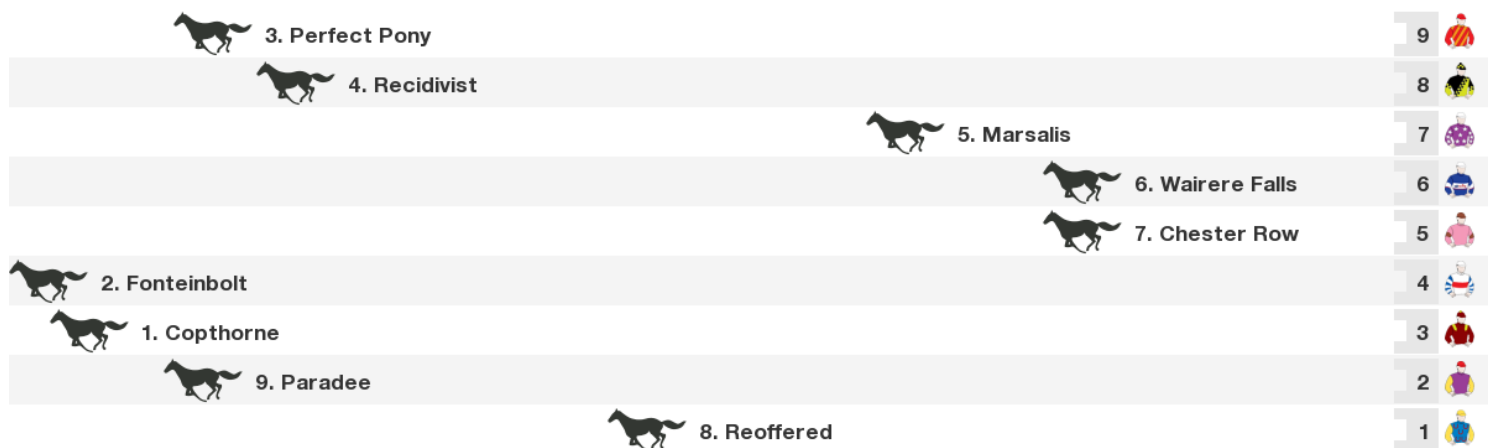 3. Perfect Pony 9
4. Recidivist 8
5. Marsalis 7
6. Wairere Falls 6
7. Chester Row 5
2. Fonteinbolt 4
1. Copthorne 3
9. Paradee 2
8. Reoffered 1